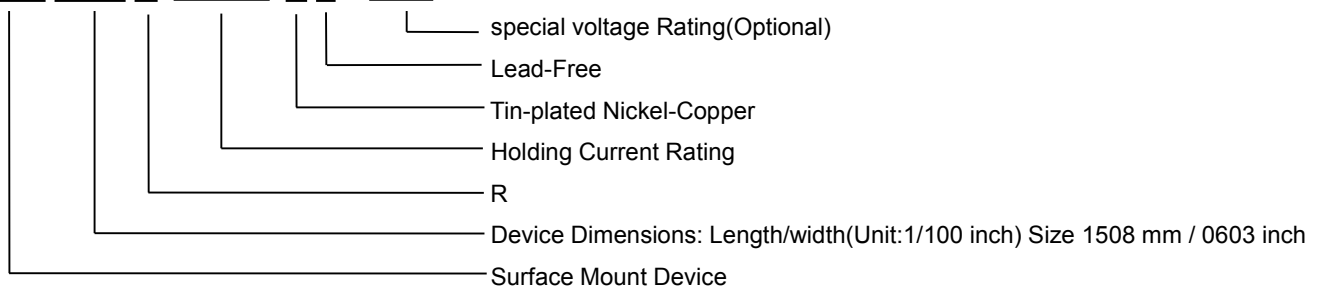 special voltage Rating(Optional)
Lead-Free
Tin-plated Nickel-Copper
Holding Current Rating
R
Device Dimensions: Length/width(Unit:1/100 inch) Size 1508 mm / 0603 inch
Surface Mount Device